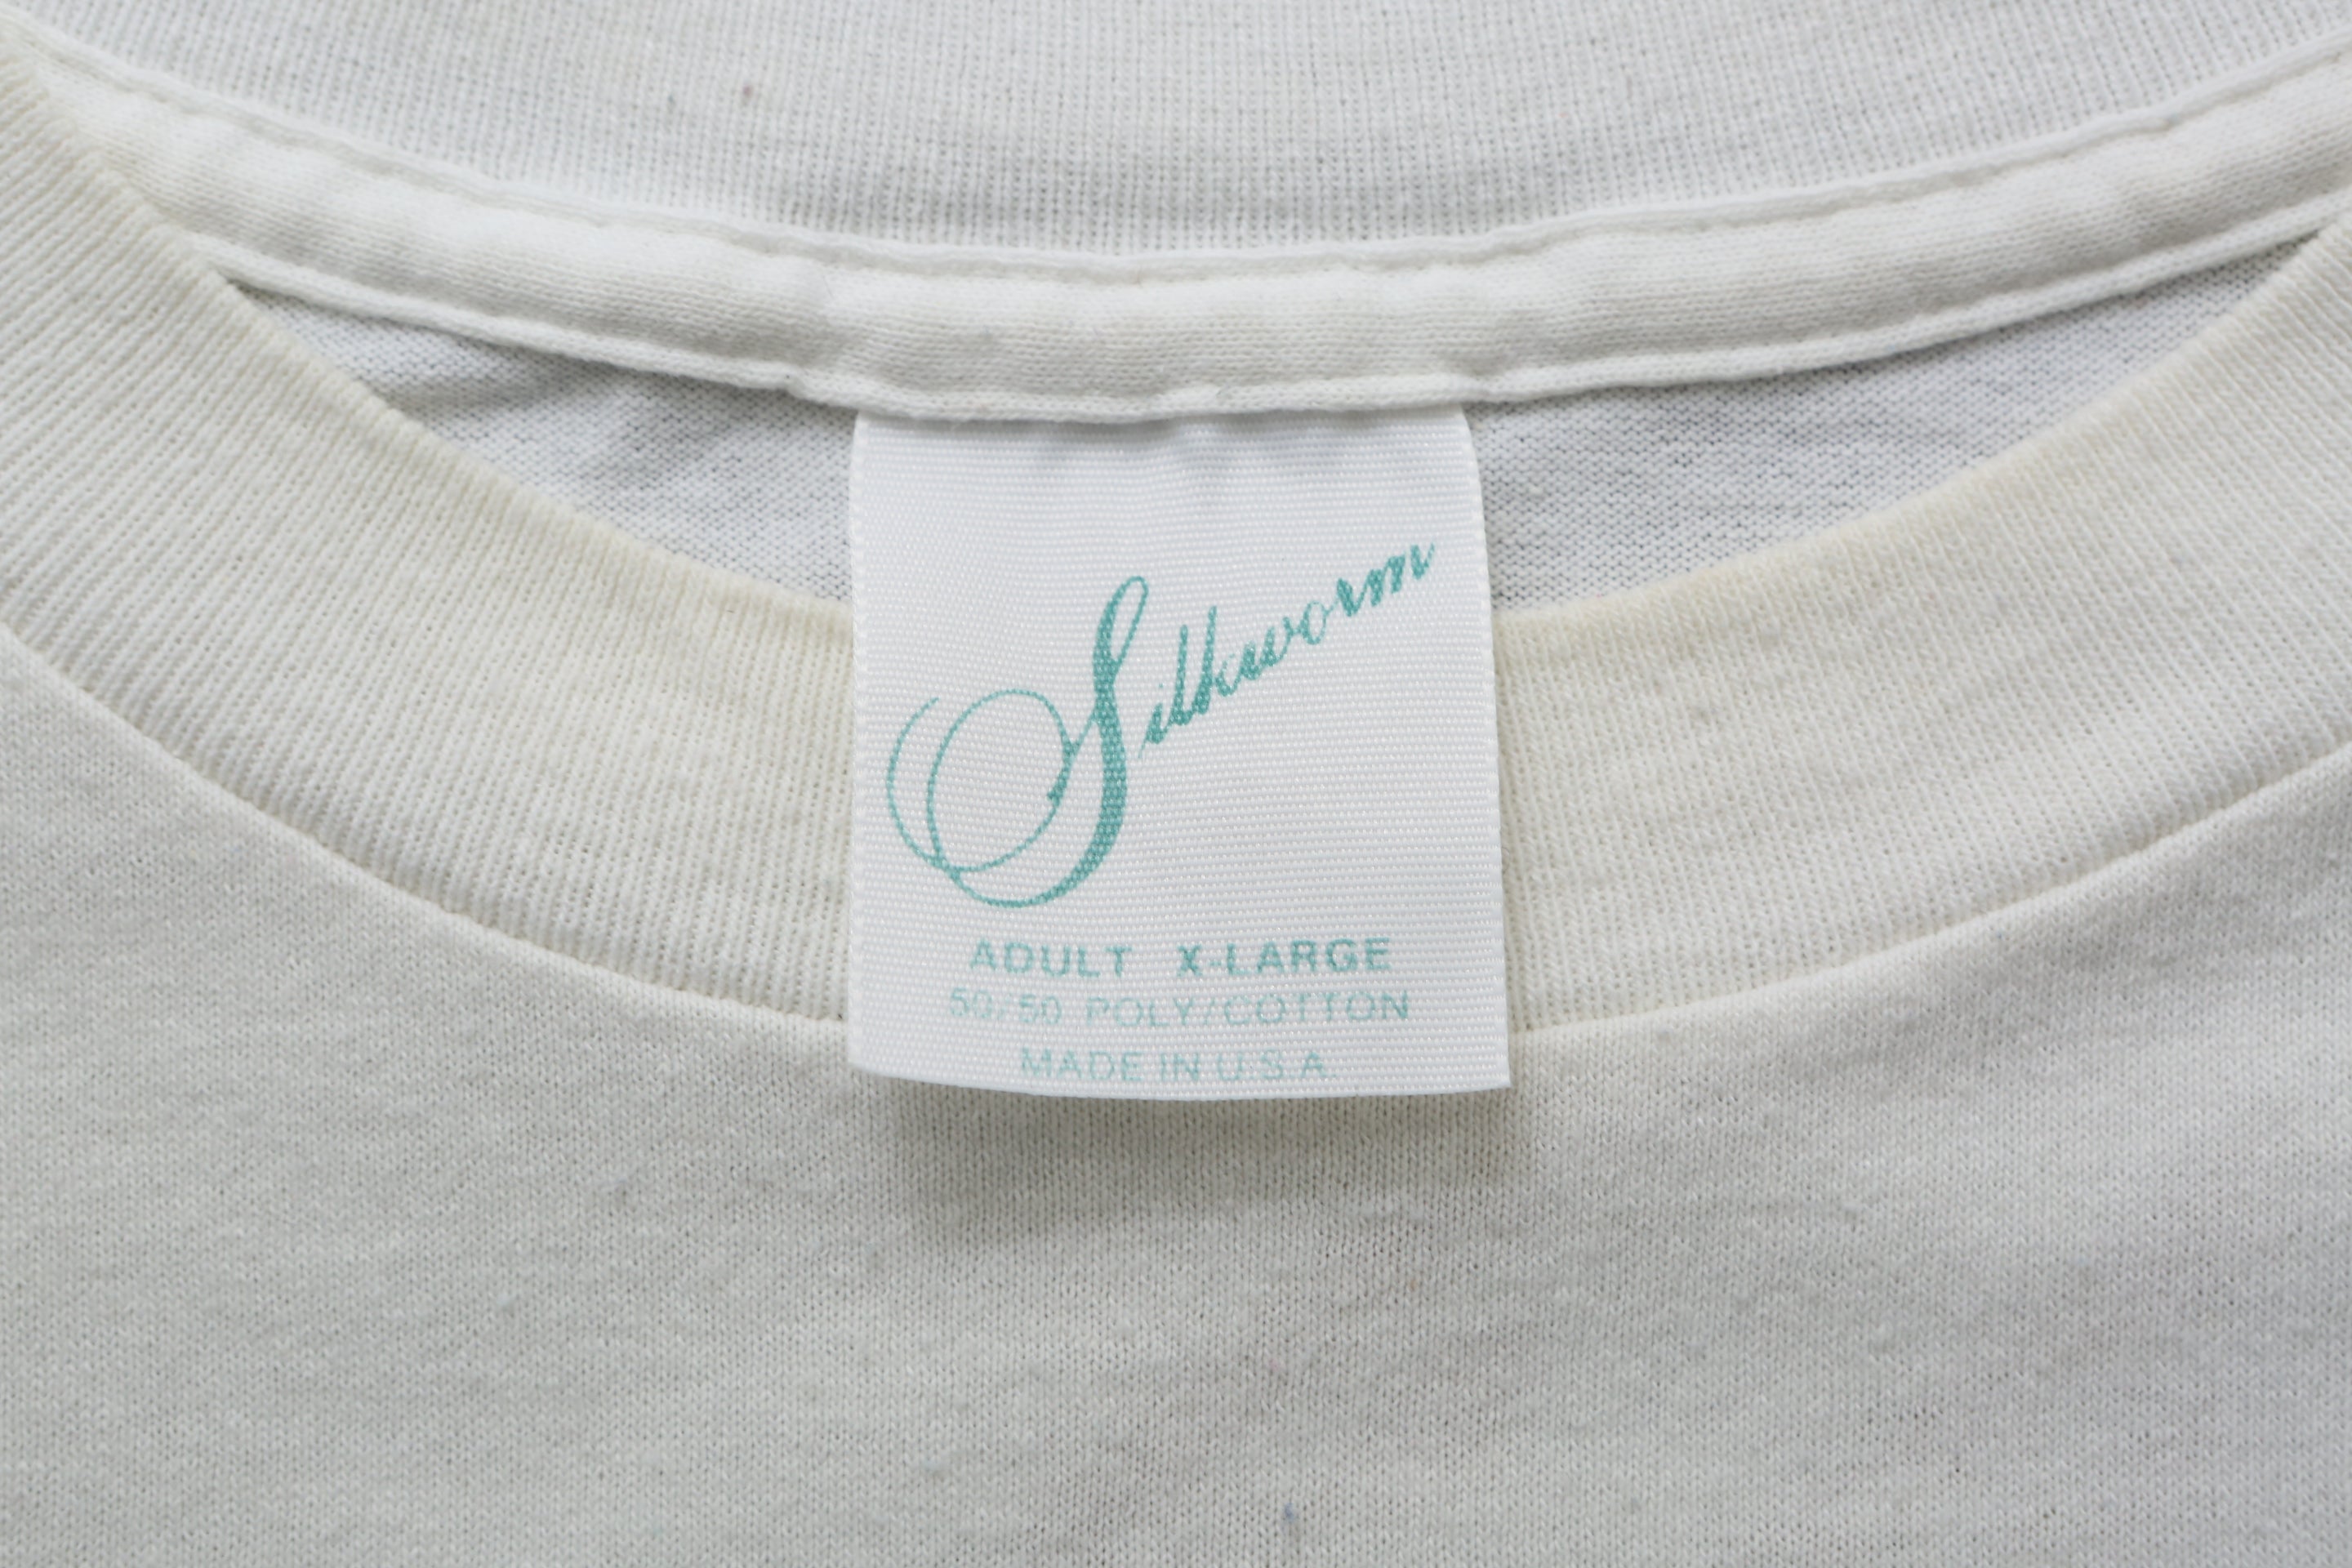 Silkworm
ADULT X-LARGE
50/50 POLY/COTTON
MADE IN U.S.A.